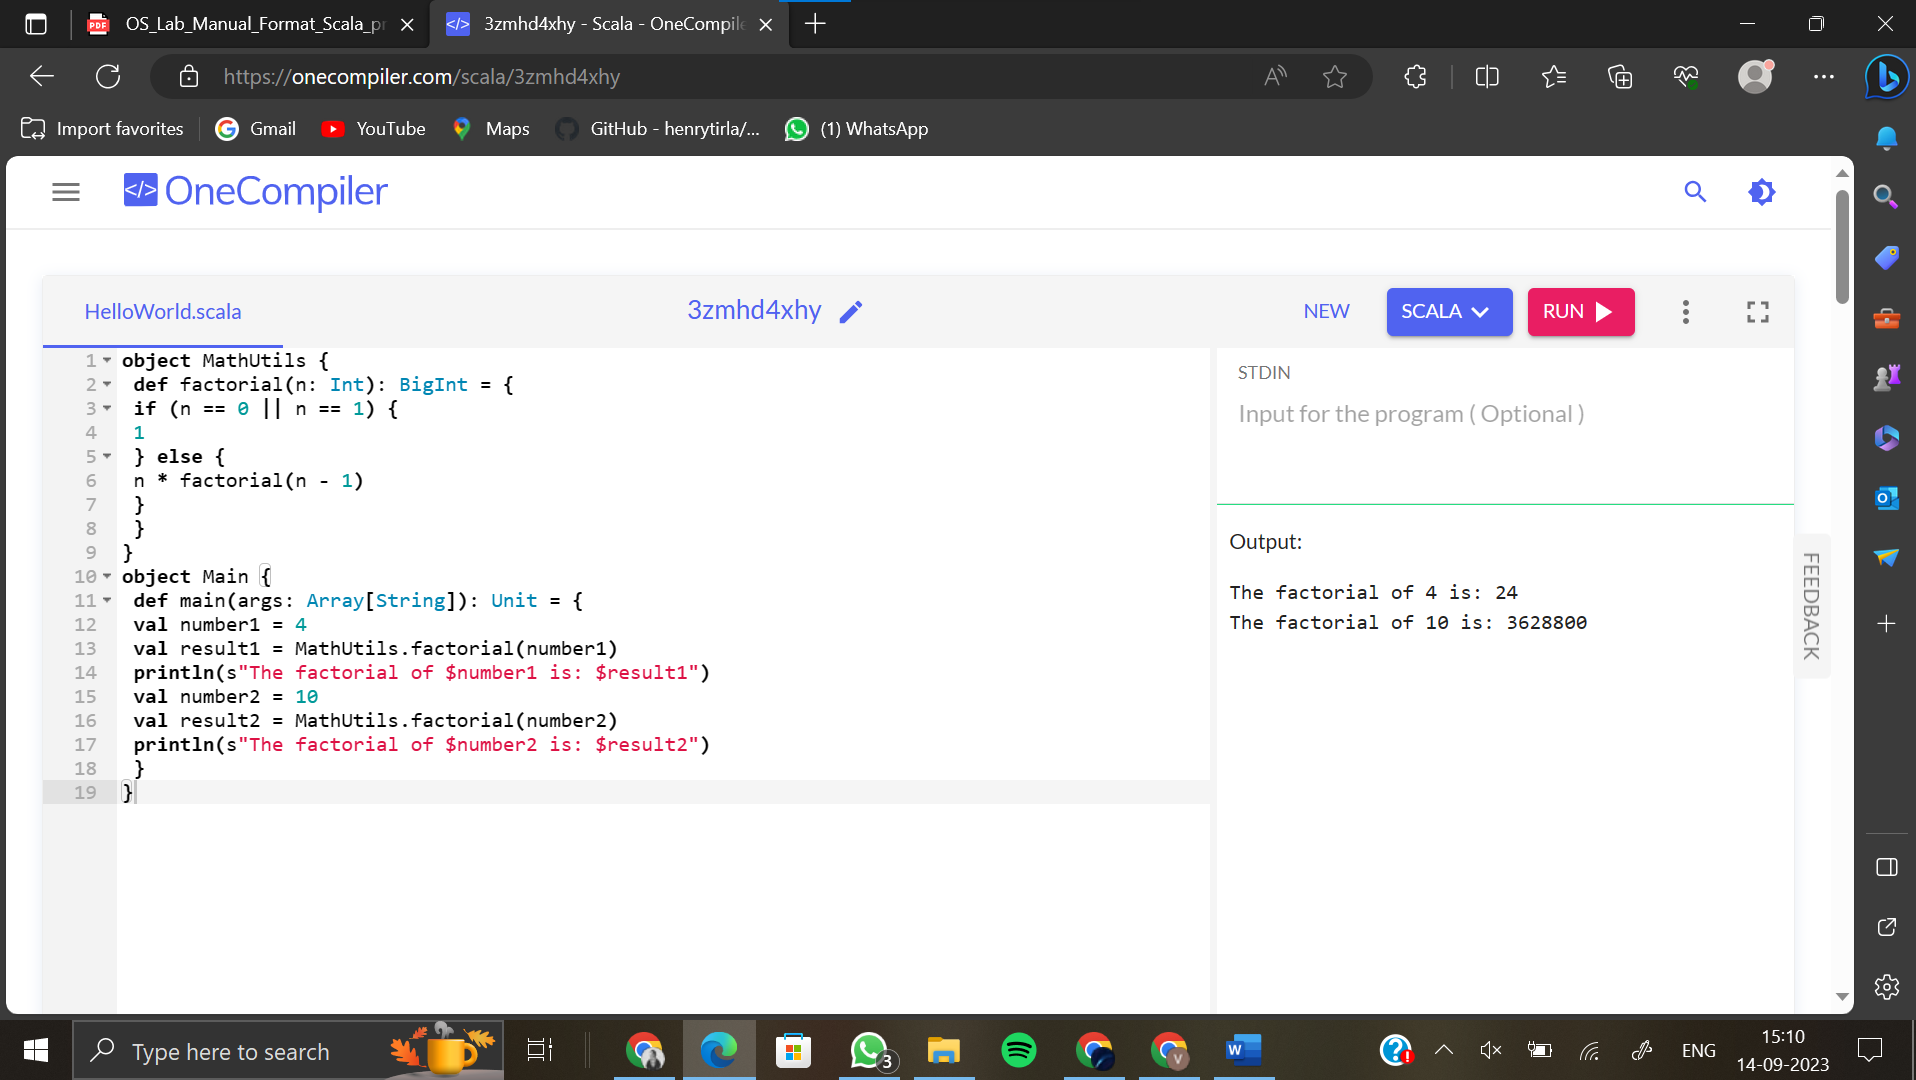 OS_Lab_Manual_Format_Scala_pr
3zmhd4xhy - Scala - OneCompile
https://onecompiler.com/scala/3zmhd4xhy
Import favorites
Gmail
YouTube
Maps
GitHub - henrytirla/...
(1) WhatsApp
</> OneCompiler
HelloWorld.scala
3zmhd4xhy
NEW
SCALA
RUN
1 object MathUtils {
2 def factorial(n: Int): BigInt = {
3 if (n == 0 || n == 1) {
4 1
5 } else {
6 n * factorial(n - 1)
7 }
8 }
9 }
10 object Main {
11 def main(args: Array[String]): Unit = {
12 val number1 = 4
13 val result1 = MathUtils.factorial(number1)
14 println(s"The factorial of $number1 is: $result1")
15 val number2 = 10
16 val result2 = MathUtils.factorial(number2)
17 println(s"The factorial of $number2 is: $result2")
18 }
19 }
STDIN
Input for the program ( Optional )
Output:
The factorial of 4 is: 24
The factorial of 10 is: 3628800
FEEDBACK
Type here to search
3
V
W
ENG
15:10
14-09-2023